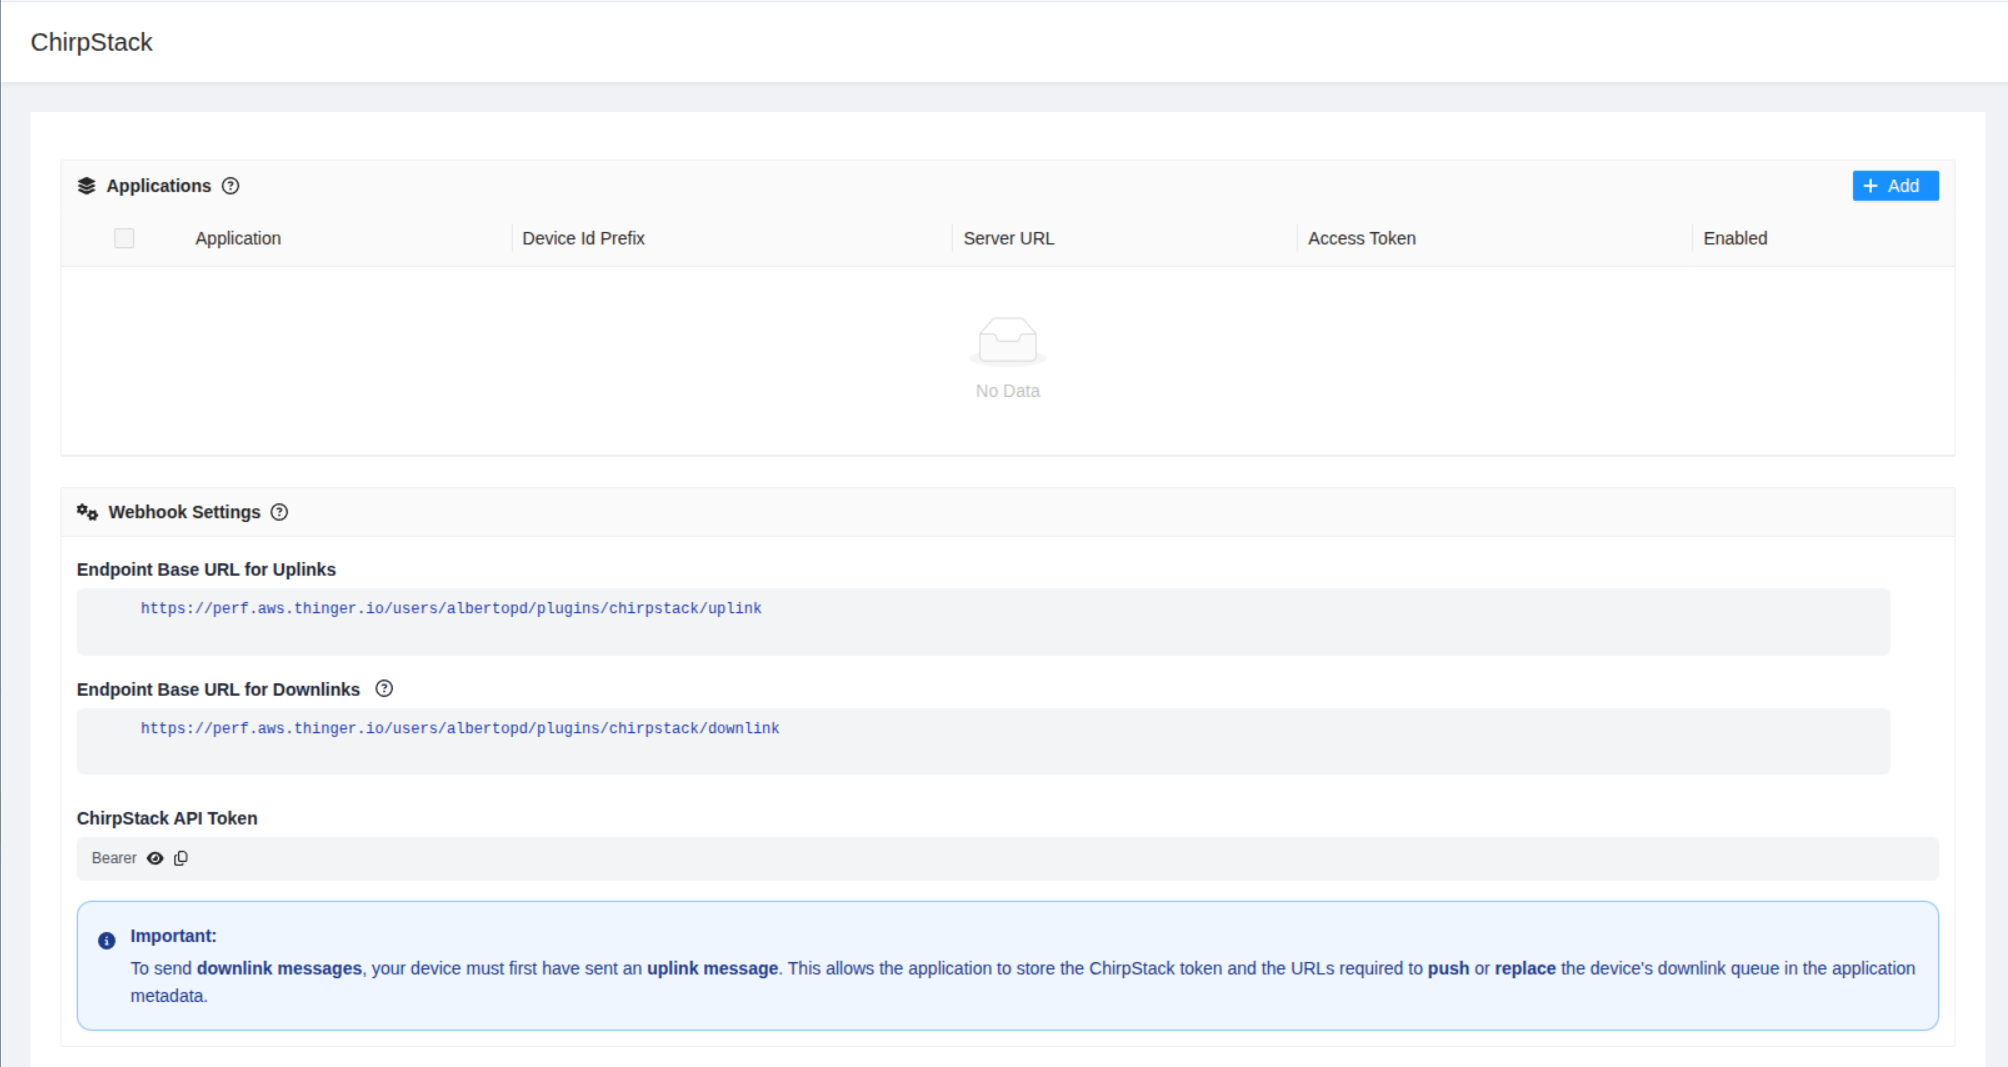 ChirpStack
Applications
+ Add
Application Device Id Prefix Server URL Access Token Enabled
No Data
Webhook Settings
Endpoint Base URL for Uplinks
https://perf.aws.thinger.io/users/albertopd/plugins/chirpstack/uplink
Endpoint Base URL for Downlinks
https://perf.aws.thinger.io/users/albertopd/plugins/chirpstack/downlink
ChirpStack API Token
Bearer
Important:
To send downlink messages, your device must first have sent an uplink message. This allows the application to store the ChirpStack token and the URLs required to push or replace the device's downlink queue in the application
metadata.